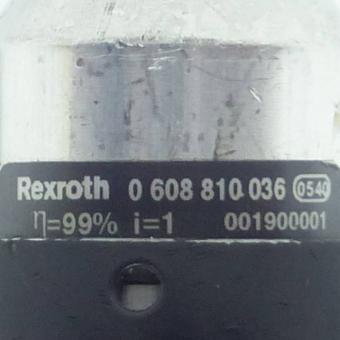 Rexroth 0 608 810 036 0540
η=99% i=1 001900001